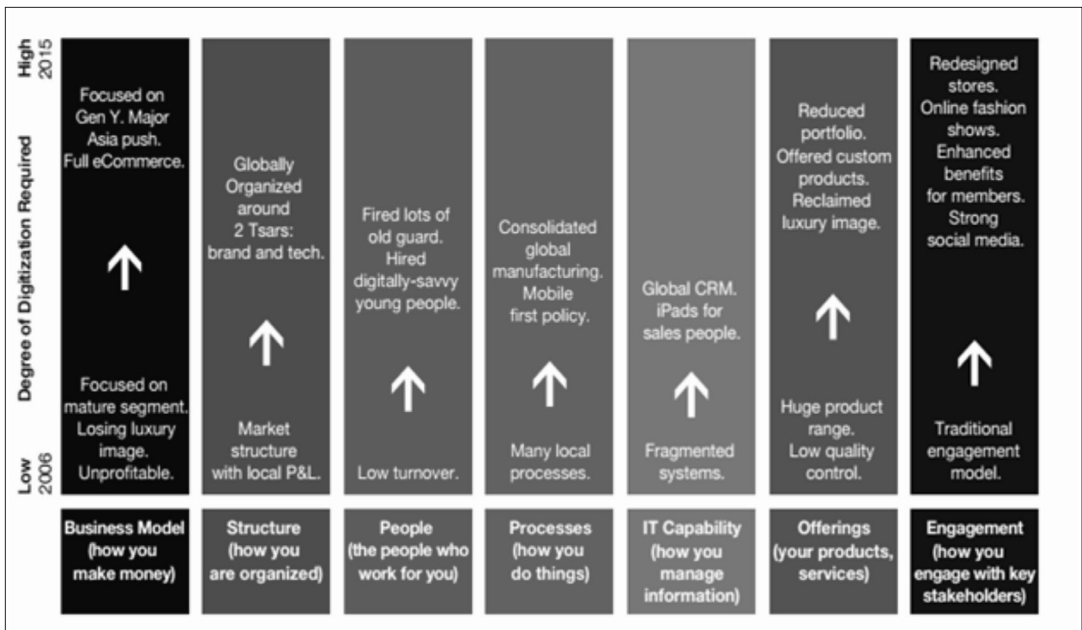 High
2015
Degree of Digitization Required
Low
2006
Focused on
Gen Y. Major
Asia push.
Full eCommerce.
Focused on
mature segment.
Losing luxury
image.
Unprofitable.
Business Model
(how you
make money)
Globally
Organized
around
2 Tsars:
brand and tech.
Market
structure
with local P&L.
Structure
(how you
are organized)
Fired lots of
old guard.
Hired
digitally-savvy
young people.
Low turnover.
People
(the people who
work for you)
Consolidated
global
manufacturing.
Mobile
first policy.
Many local
processes.
Processes
(how you
do things)
Global CRM.
iPads for
sales people.
Fragmented
systems.
IT Capability
(how you
manage
information)
Reduced
portfolio.
Offered custom
products.
Reclaimed
luxury image.
Huge product
range.
Low quality
control.
Offerings
(your products,
services)
Redesigned
stores.
Online fashion
shows.
Enhanced
benefits
for members.
Strong
social media.
Traditional
engagement
model.
Engagement
(how you
engage with key
stakeholders)